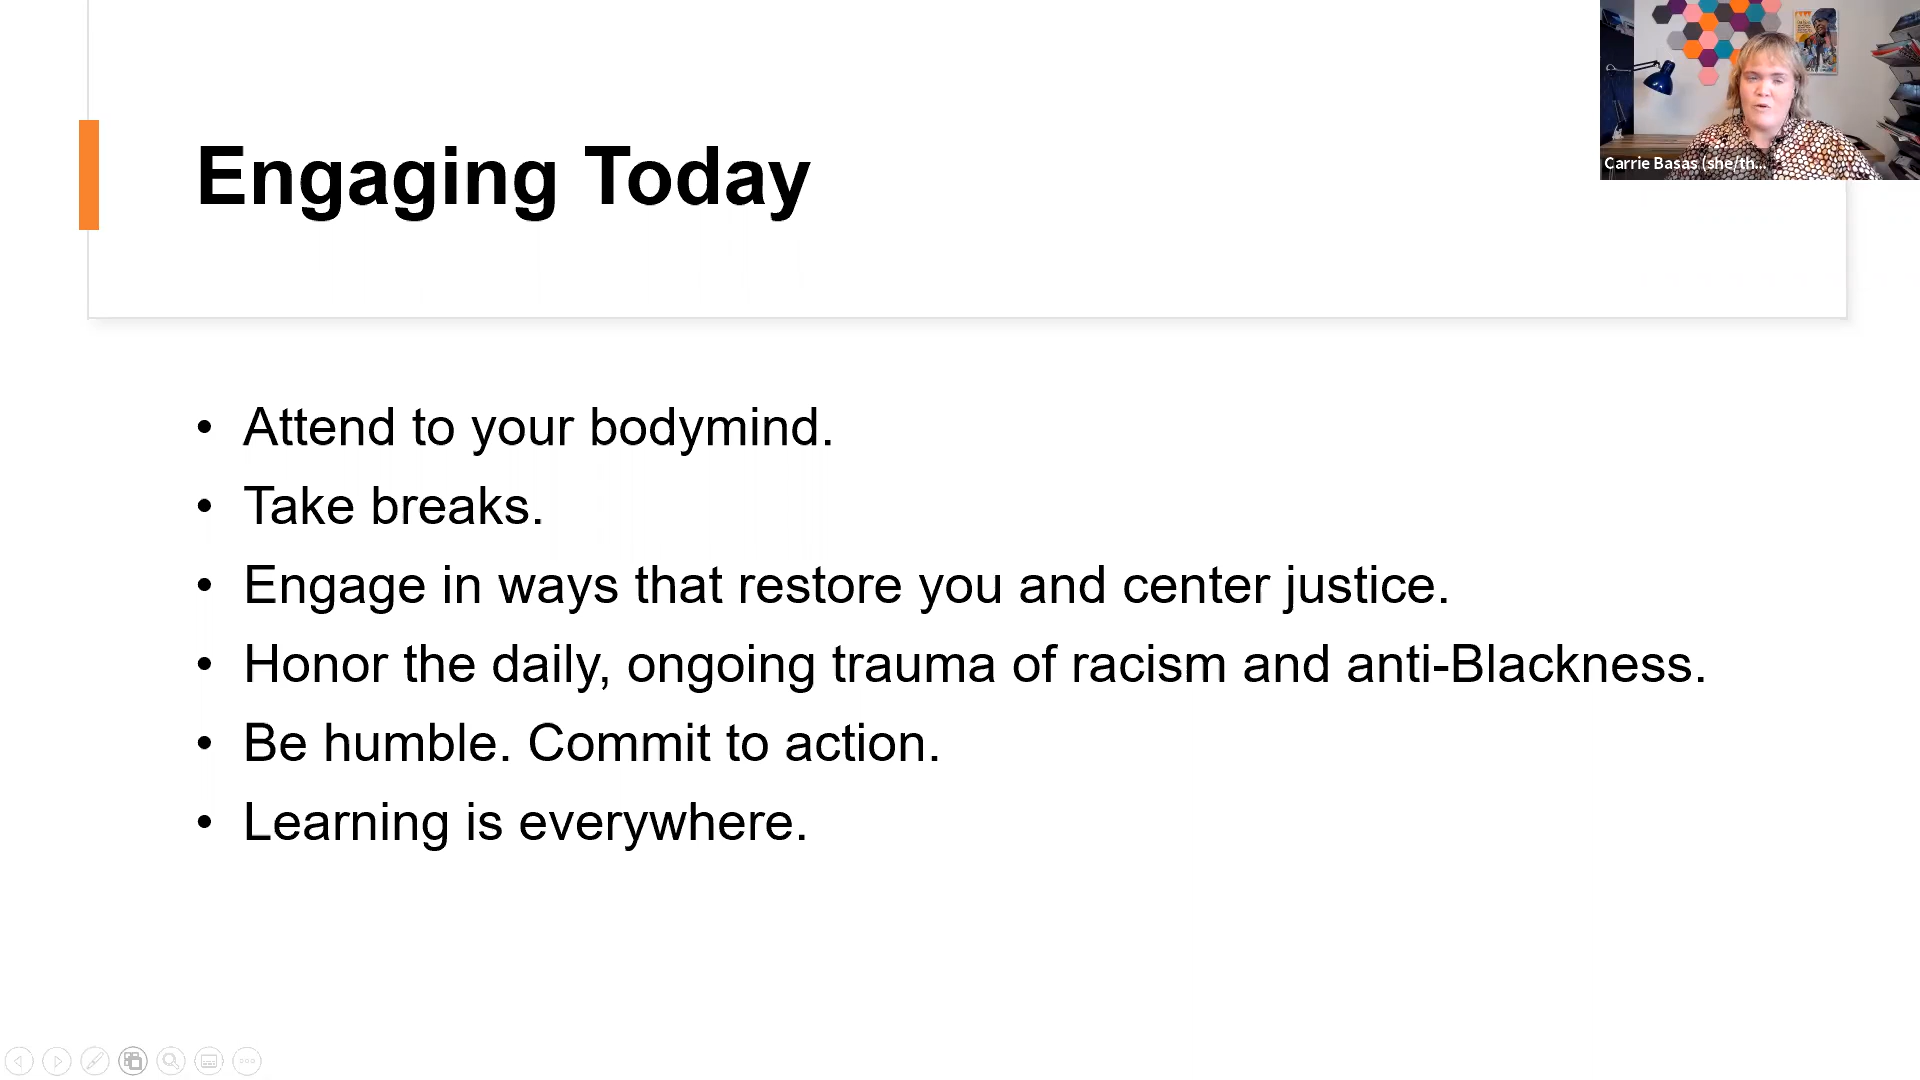 Engaging Today
Carrie Basas (she/th...
• Attend to your bodymind.
• Take breaks.
• Engage in ways that restore you and center justice.
• Honor the daily, ongoing trauma of racism and anti-Blackness.
• Be humble. Commit to action.
• Learning is everywhere.